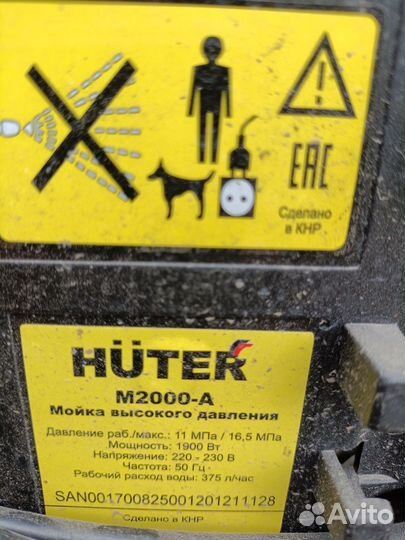 EAC
Сделано
в КНР
HÜTER
M2000-A
Мойка высокого давления
Давление раб./макс.: 11 МПа / 16,5 МПа
Мощность: 1900 Вт
Напряжение: 220 - 230 В
Частота: 50 Гц
Рабочий расход воды: 375 л/час
SAN001700825001201211128
Сделано в КНР
Avito